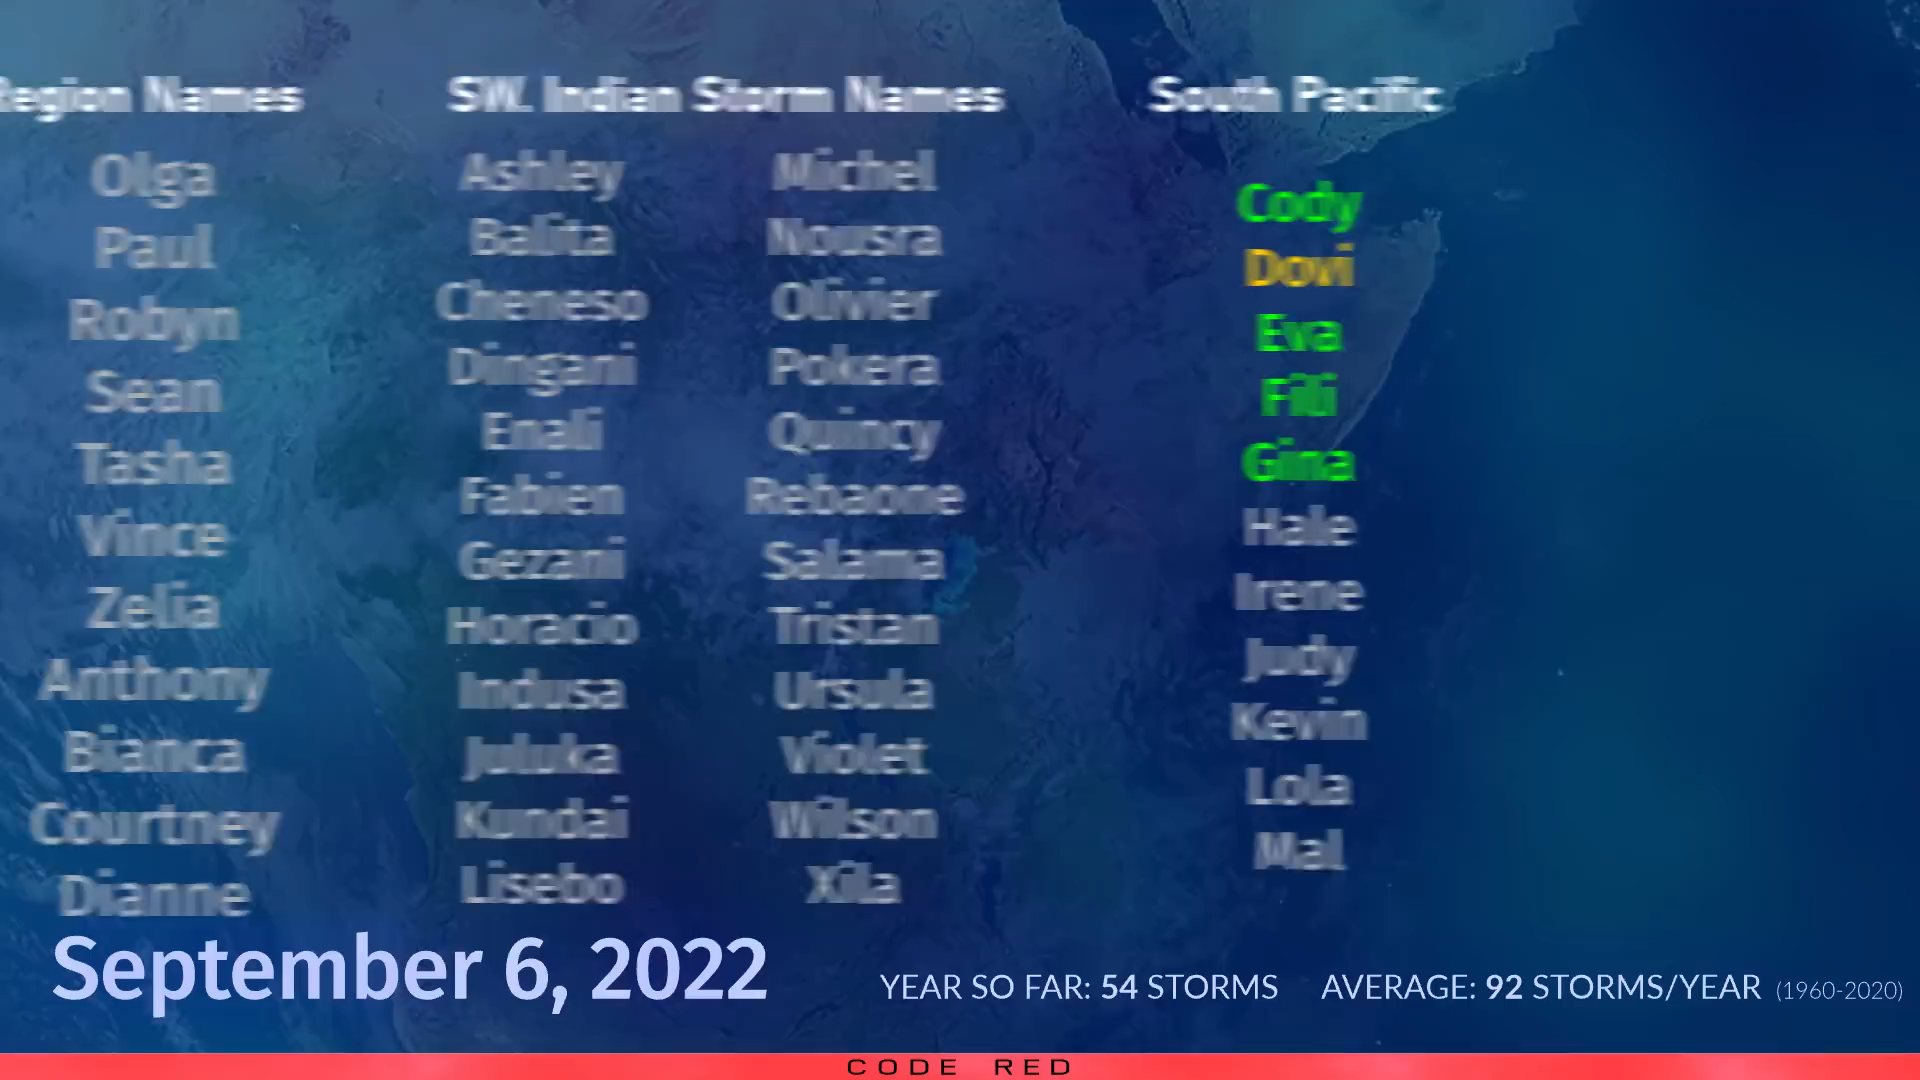 Region Names
Olga
Paul
Robyn
Sean
Tasha
Vince
Zelia
Anthony
Bianca
Courtney
Dianne
SW. Indian Storm Names
Ashley
Balita
Cheneso
Dingani
Enali
Fabien
Gezani
Horacio
Indusa
Juluka
Kundai
Lisebo
Michel
Nousra
Olivier
Pokera
Quincy
Rebaone
Salama
Tristan
Ursula
Violet
Wilson
Xila
South Pacific
Cody
Dovi
Eva
Fili
Gina
Hale
Irene
Judy
Kevin
Lola
Mal
September 6, 2022
YEAR SO FAR: 54 STORMS
AVERAGE: 92 STORMS/YEAR (1960-2020)
CODE RED